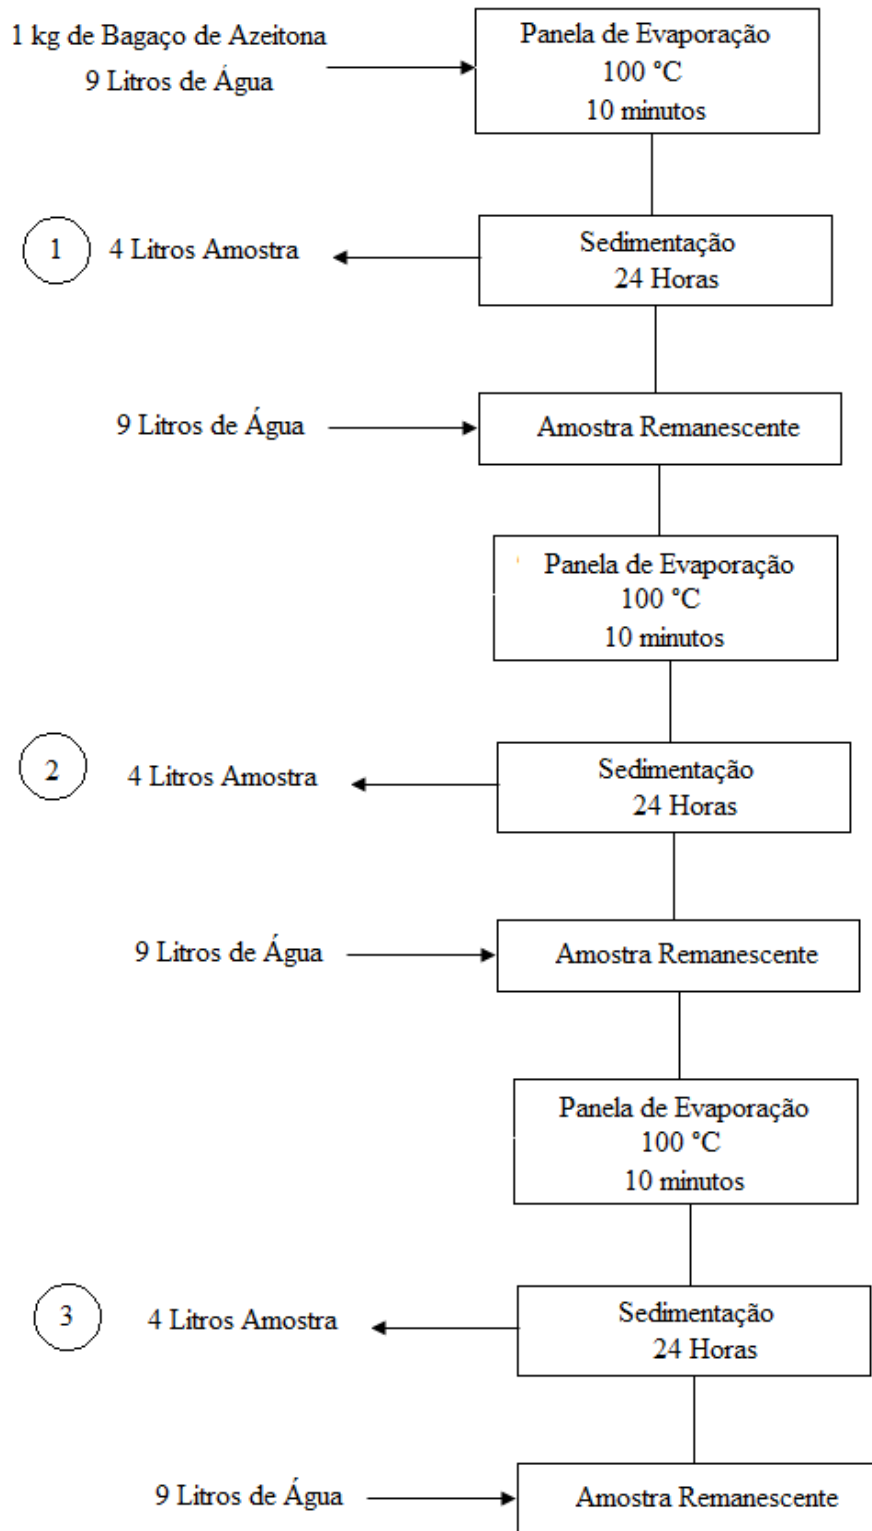 1 kg de Bagaço de Azeitona
9 Litros de Água
Panela de Evaporação
100 °C
10 minutos
1
4 Litros Amostra
Sedimentação
24 Horas
9 Litros de Água
Amostra Remanescente
Panela de Evaporação
100 °C
10 minutos
2
4 Litros Amostra
Sedimentação
24 Horas
9 Litros de Água
Amostra Remanescente
Panela de Evaporação
100 °C
10 minutos
3
4 Litros Amostra
Sedimentação
24 Horas
9 Litros de Água
Amostra Remanescente